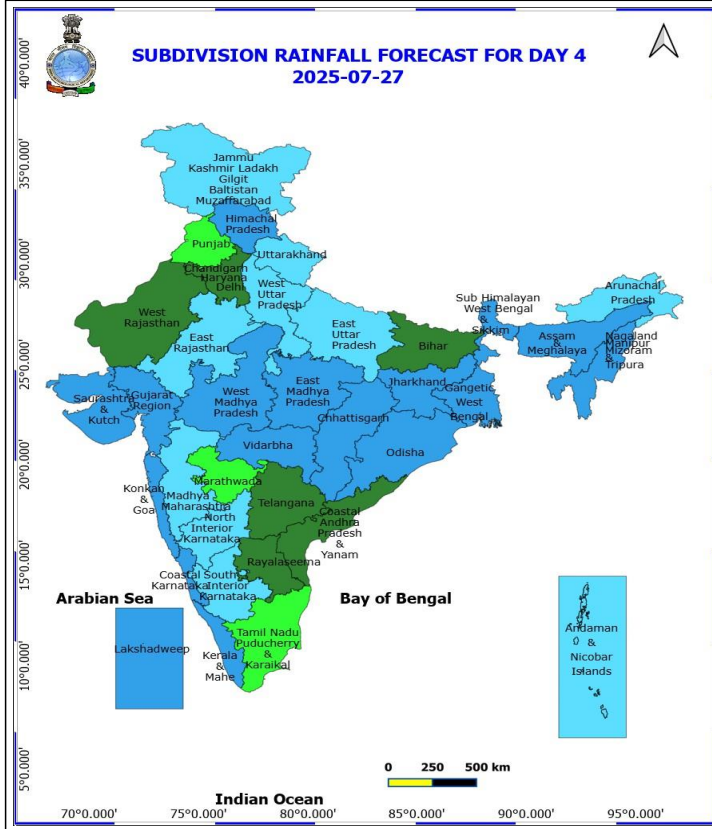 SUBDIVISION RAINFALL FORECAST FOR DAY 4
2025-07-27
40°0.000'
35°0.000'
30°0.000'
25°0.000'
20°0.000'
15°0.000'
10°0.000'
5°0.000'
Jammu
Kashmir Ladakh
Gilgit
Baltistan
Muzaffarabad
Himachal
Pradesh
Punjab
Uttarakhand
Chandigarh
Haryana
Delhi
West
Uttar
Pradesh
West
Rajasthan
East
Rajasthan
East
Uttar
Pradesh
Bihar
Sub Himalayan
West Bengal
&
Sikkim
Arunachal
Pradesh
Assam
&
Meghalaya
Nagaland
Manipur
Mizoram
&
Tripura
Saurashtra
&
Kutch
Gujarat
Region
West
Madhya
Pradesh
East
Madhya
Pradesh
Jharkhand
Gangetic
West
Bengal
Chhattisgarh
Odisha
Vidarbha
Konkan
&
Goa
Madhya
Maharashtra
Marathwada
North
Interior
Karnataka
Telangana
Coastal
Andhra
Pradesh
&
Yanam
Rayalaseema
Coastal
Karnataka
South
Interior
Karnataka
Arabian Sea
Bay of Bengal
Lakshadweep
Kerala
&
Mahe
Tamil Nadu
Puducherry
&
Karaikal
Andaman
&
Nicobar
Islands
0 250 500 km
Indian Ocean
70°0.000' 75°0.000' 80°0.000' 85°0.000' 90°0.000' 95°0.000'